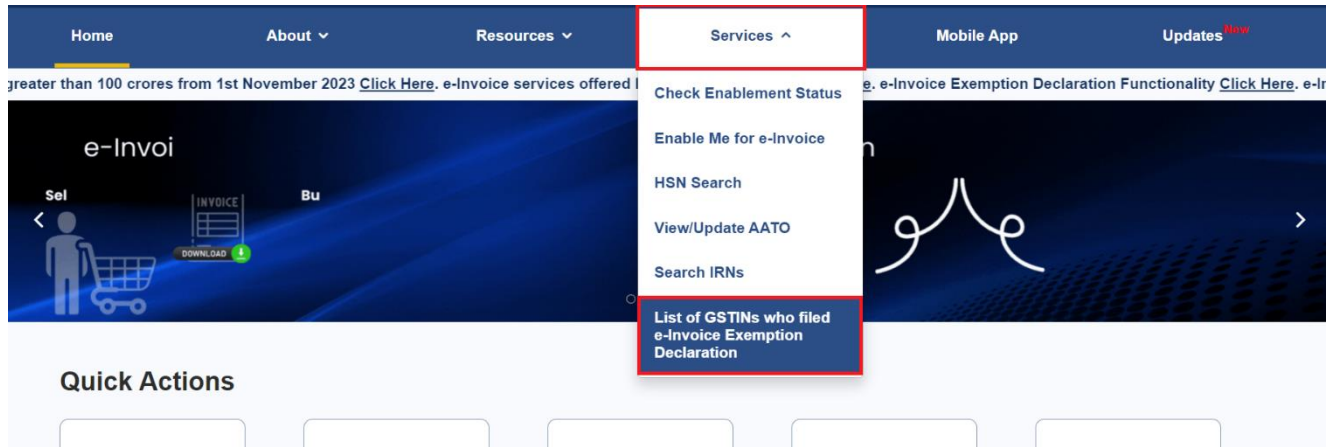 Home About Resources Services Mobile App Updates New
greater than 100 crores from 1st November 2023 Click Here. e-Invoice services offered e. e-Invoice Exemption Declaration Functionality Click Here. e-In
Check Enablement Status
Enable Me for e-Invoice
HSN Search
View/Update AATO
Search IRNs
List of GSTINs who filed
e-Invoice Exemption
Declaration
e-Invoi
n
Sel
INVOICE
Bu
DOWNLOAD
Quick Actions